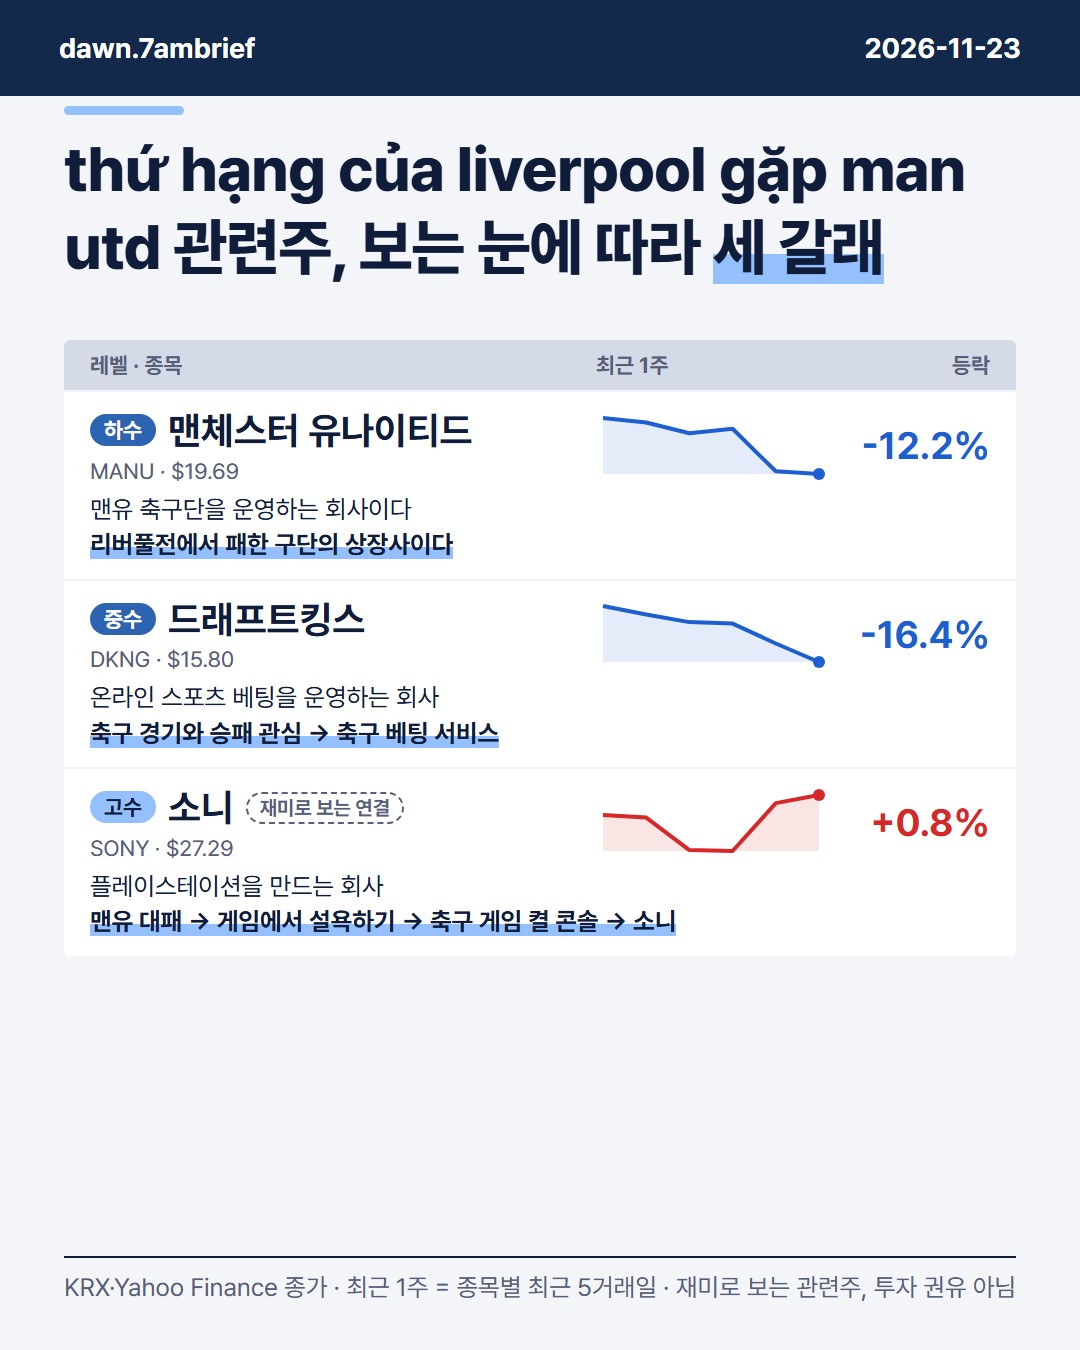 dawn.7ambrief
2026-11-23
thứ hạng của liverpool gặp man
utd 관련주, 보는 눈에 따라 세 갈래
레벨 · 종목
최근 1주
등락
하수 맨체스터 유나이티드
-12.2%
MANU · $19.69
맨유 축구단을 운영하는 회사이다
리버풀전에서 패한 구단의 상장사이다
중수 드래프트킹스
-16.4%
DKNG · $15.80
온라인 스포츠 베팅을 운영하는 회사
축구 경기와 승패 관심 → 축구 베팅 서비스
고수 소니 재미로 보는 연결
+0.8%
SONY · $27.29
플레이스테이션을 만드는 회사
맨유 대패 → 게임에서 설욕하기 → 축구 게임 켤 콘솔 → 소니
KRX·Yahoo Finance 종가 · 최근 1주 = 종목별 최근 5거래일 · 재미로 보는 관련주, 투자 권유 아님